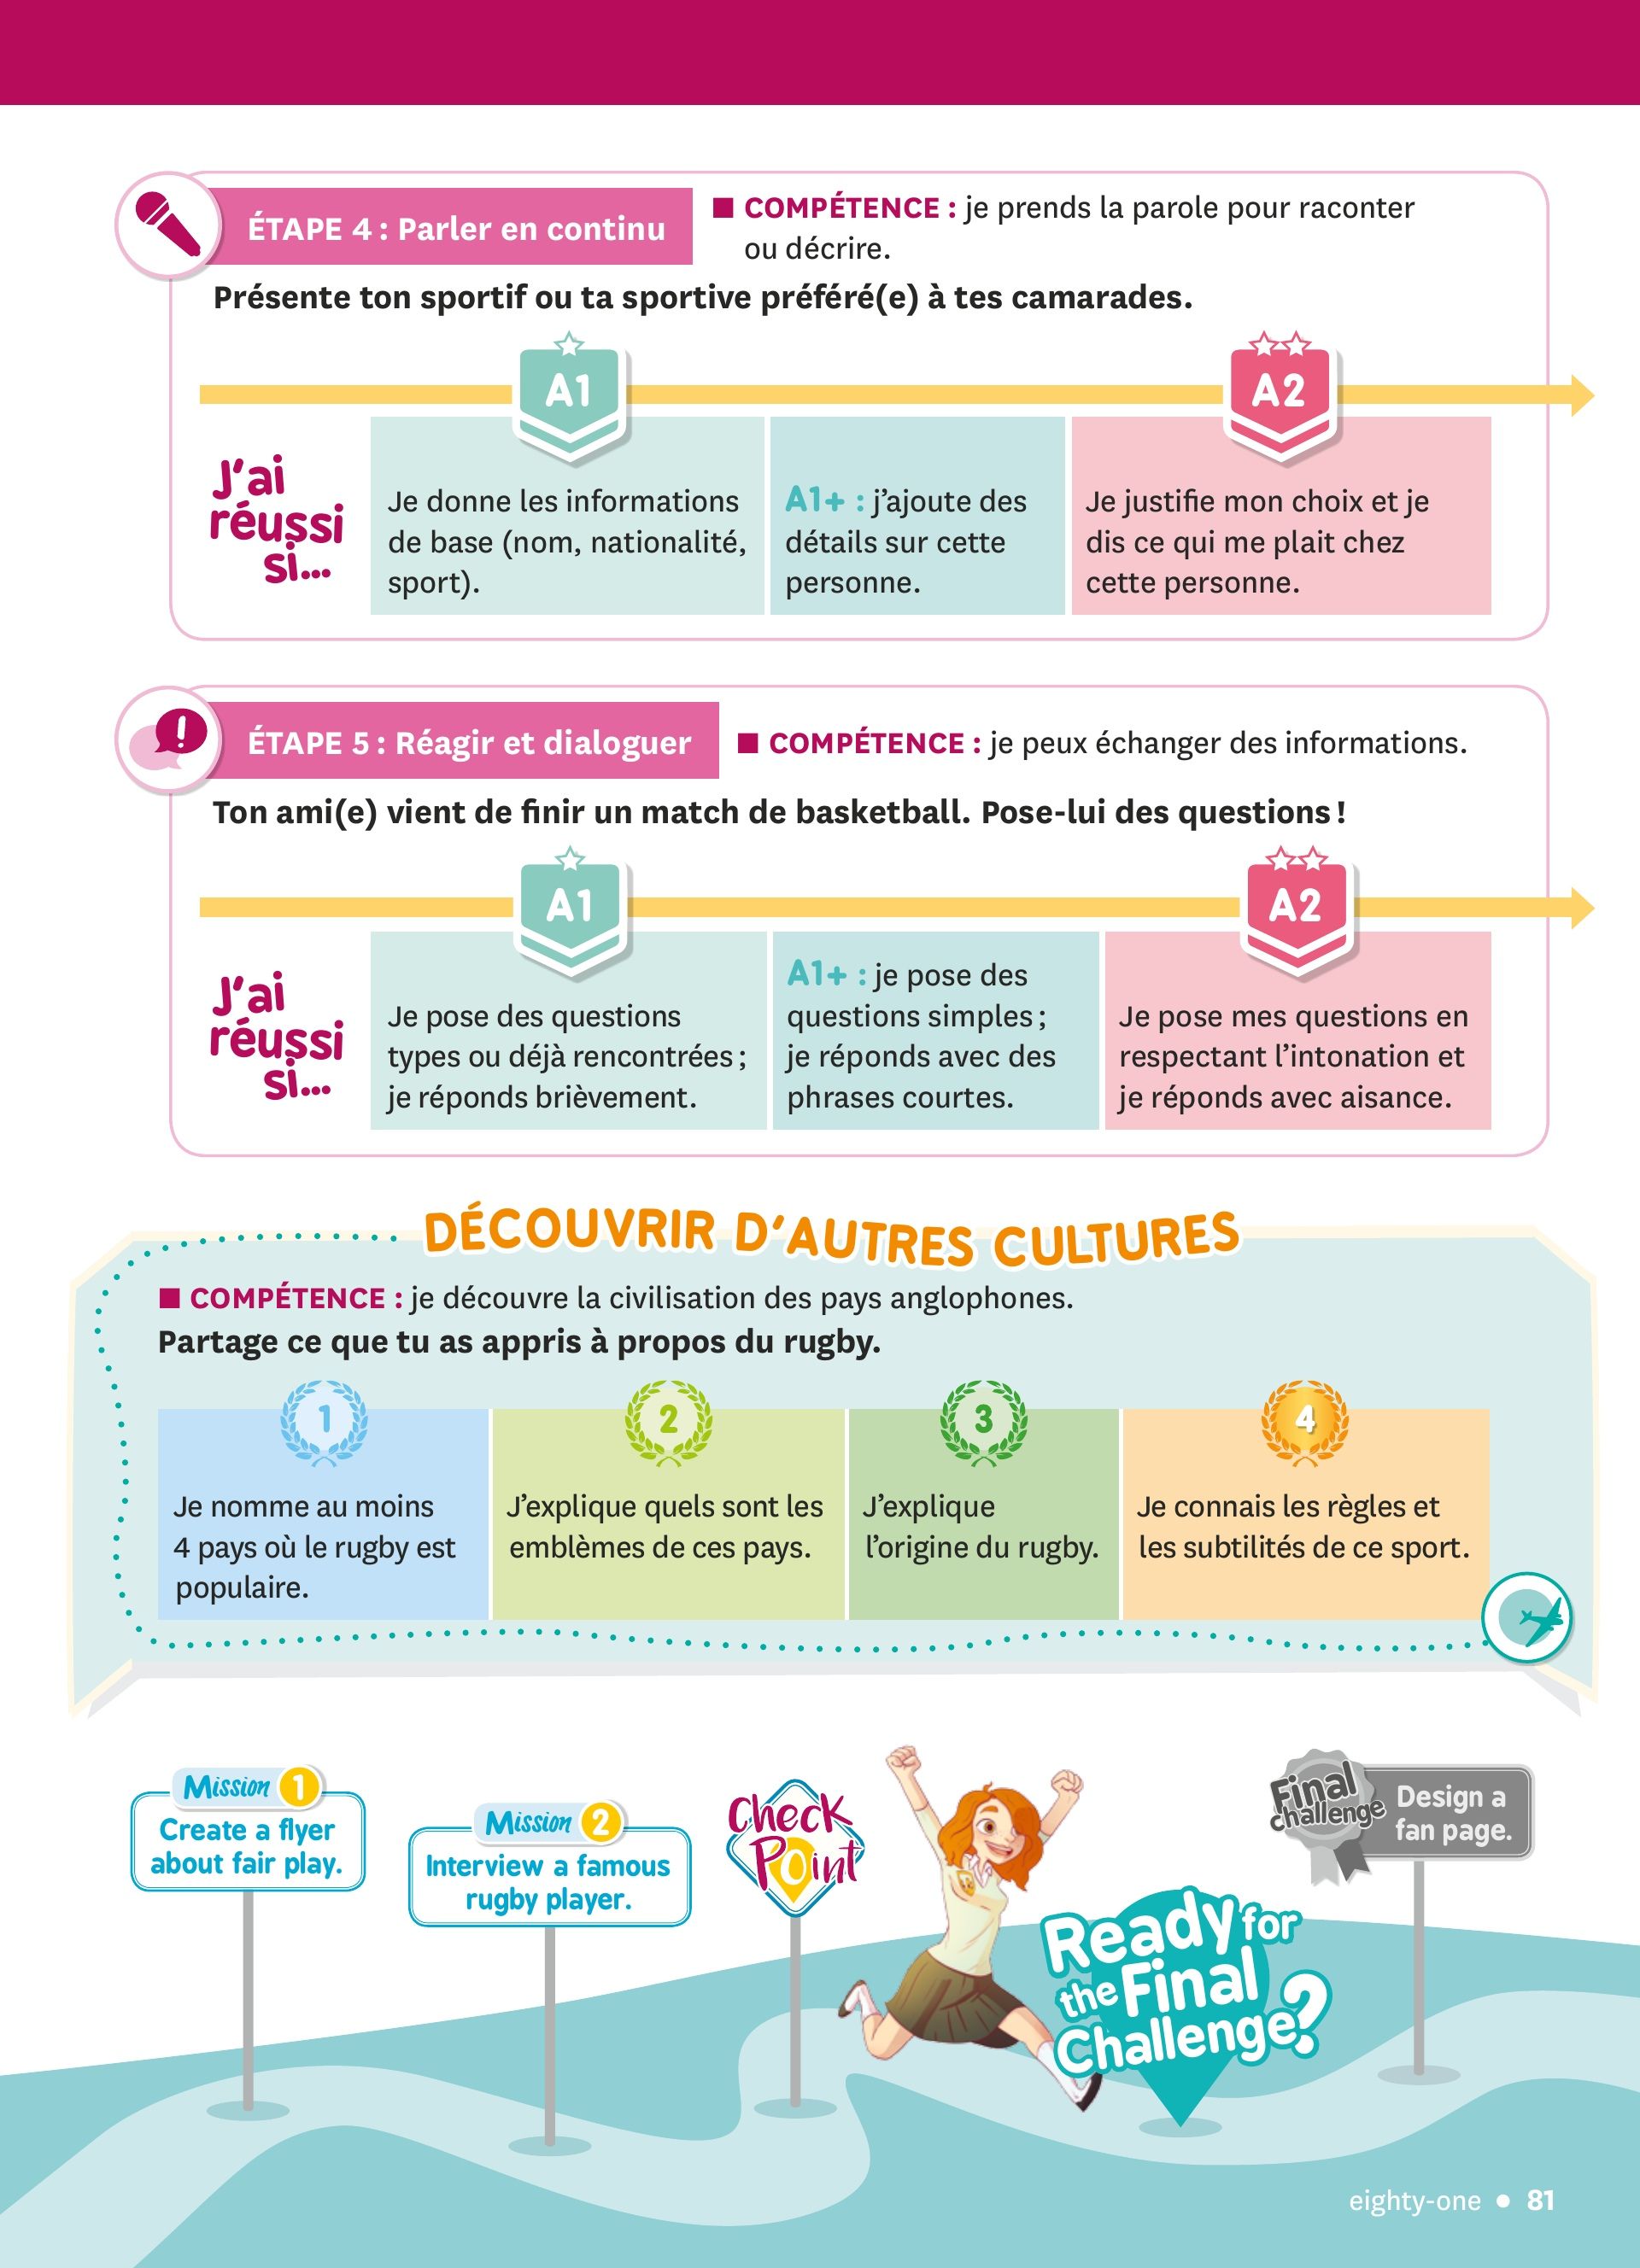 ÉTAPE 4 : Parler en continu
■ COMPÉTENCE : je prends la parole pour raconter
ou décrire.
Présente ton sportif ou ta sportive préféré(e) à tes camarades.
A1
A2
J'ai
réussi
si...
Je donne les informations
de base (nom, nationalité,
sport).
A1+ : j'ajoute des
détails sur cette
personne.
Je justifie mon choix et je
dis ce qui me plait chez
cette personne.
!
ÉTAPE 5 : Réagir et dialoguer
■ COMPÉTENCE : je peux échanger des informations.
Ton ami(e) vient de finir un match de basketball. Pose-lui des questions !
A1
A2
J'ai
réussi
si...
Je pose des questions
types ou déjà rencontrées ;
je réponds brièvement.
A1+ : je pose des
questions simples ;
je réponds avec des
phrases courtes.
Je pose mes questions en
respectant l'intonation et
je réponds avec aisance.
DÉCOUVRIR D'AUTRES CULTURES
■ COMPÉTENCE : je découvre la civilisation des pays anglophones.
Partage ce que tu as appris à propos du rugby.
1
Je nomme au moins
4 pays où le rugby est
populaire.
2
J'explique quels sont les
emblèmes de ces pays.
3
J'explique
l'origine du rugby.
4
Je connais les règles et
les subtilités de ce sport.
Mission 1
Create a flyer
about fair play.
Mission 2
Interview a famous
rugby player.
Check
Point
Ready for
the Final
Challenge?
Final
challenge
Design a
fan page.
eighty-one • 81